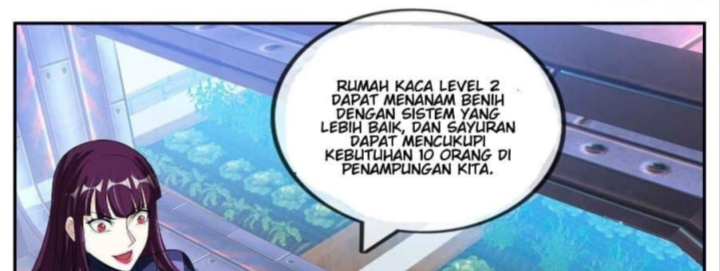 RUMAH KACA LEVEL 2
DAPAT MENANAM BENIH
DENGAN SISTEM YANG
LEBIH BAIK, DAN SAYURAN
DAPAT MENCUKUPI
KEBUTUHAN 10 ORANG DI
PENAMPUNGAN KITA.